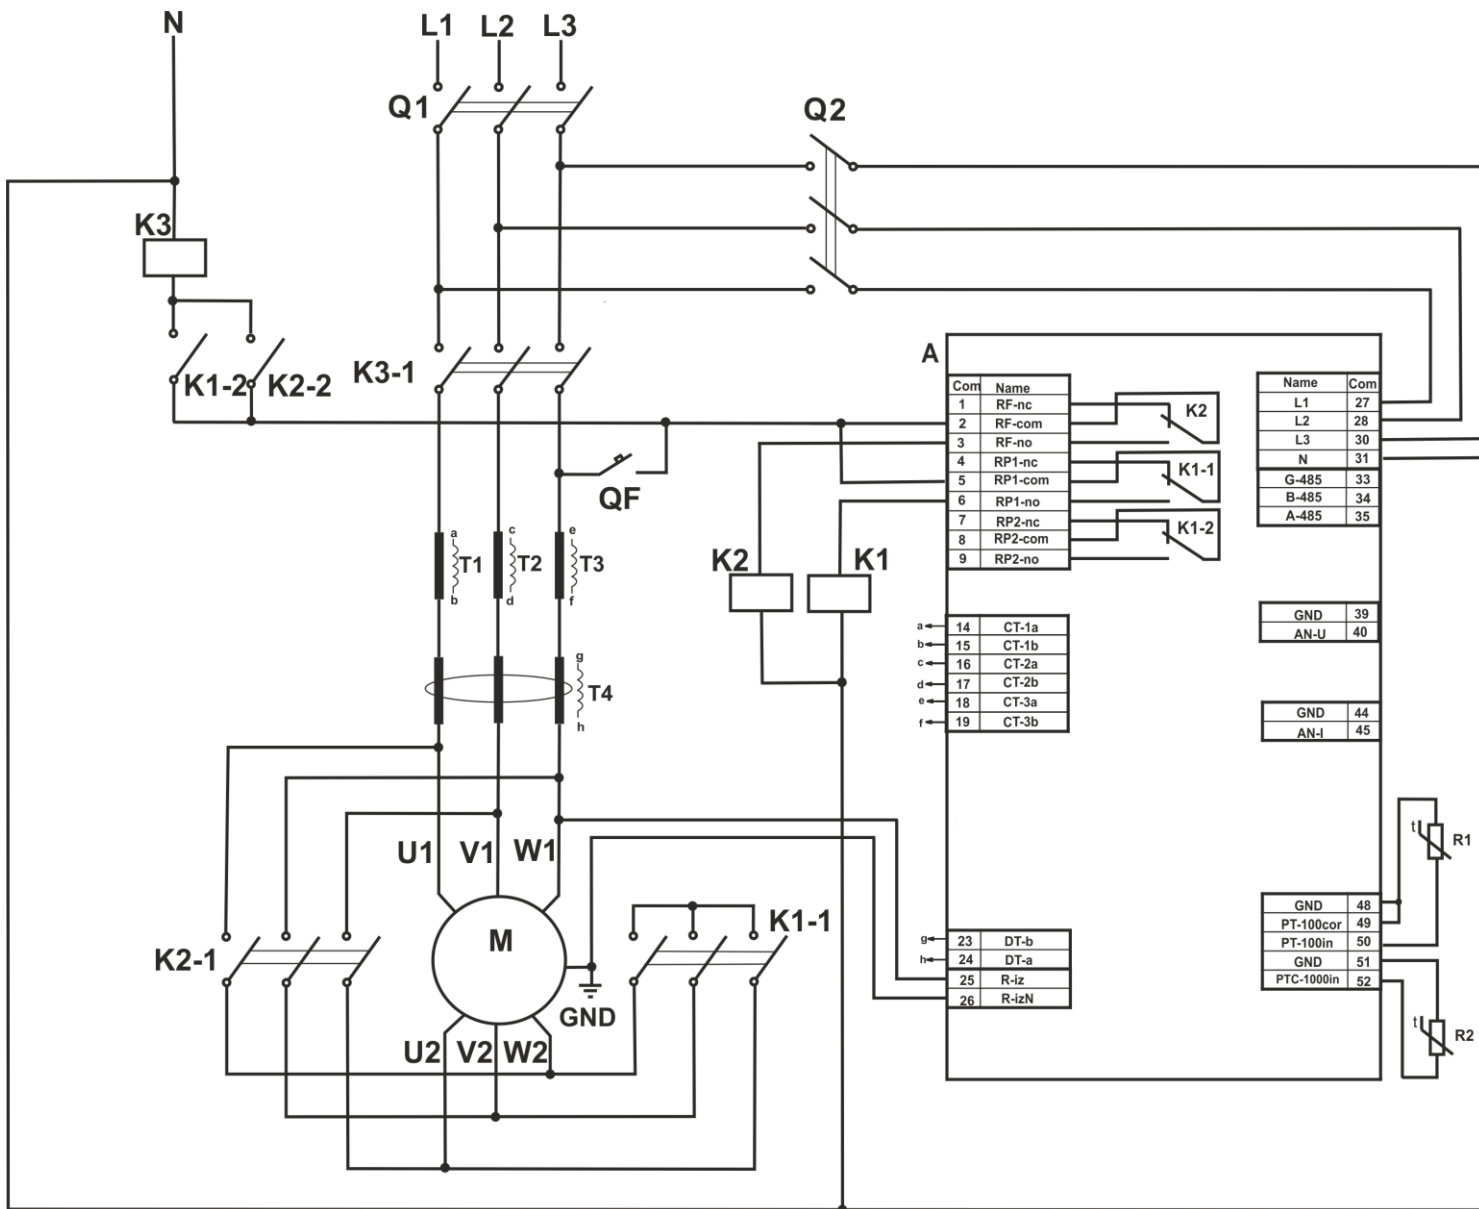 N
L1 L2 L3
Q1
Q2
K3
K1-2 K2-2
K3-1
A
Com Name
1 RF-nc
2 RF-com
3 RF-no
4 RP1-nc
5 RP1-com
6 RP1-no
7 RP2-nc
8 RP2-com
9 RP2-no
K2
K1-1
K1-2
Name Com
L1 27
L2 28
L3 30
N 31
G-485 33
B-485 34
A-485 35
QF
a c e
T1 T2 T3
b d f
K2 K1
g
T4
h
a 14 CT-1a
b 15 CT-1b
c 16 CT-2a
d 17 CT-2b
e 18 CT-3a
f 19 CT-3b
GND 39
AN-U 40
GND 44
AN-I 45
t R1
U1 V1 W1
GND 48
PT-100cor 49
PT-100in 50
GND 51
PTC-1000in 52
K2-1
M
K1-1
g 23 DT-b
h 24 DT-a
25 R-iz
26 R-izN
GND
t R2
U2 V2 W2